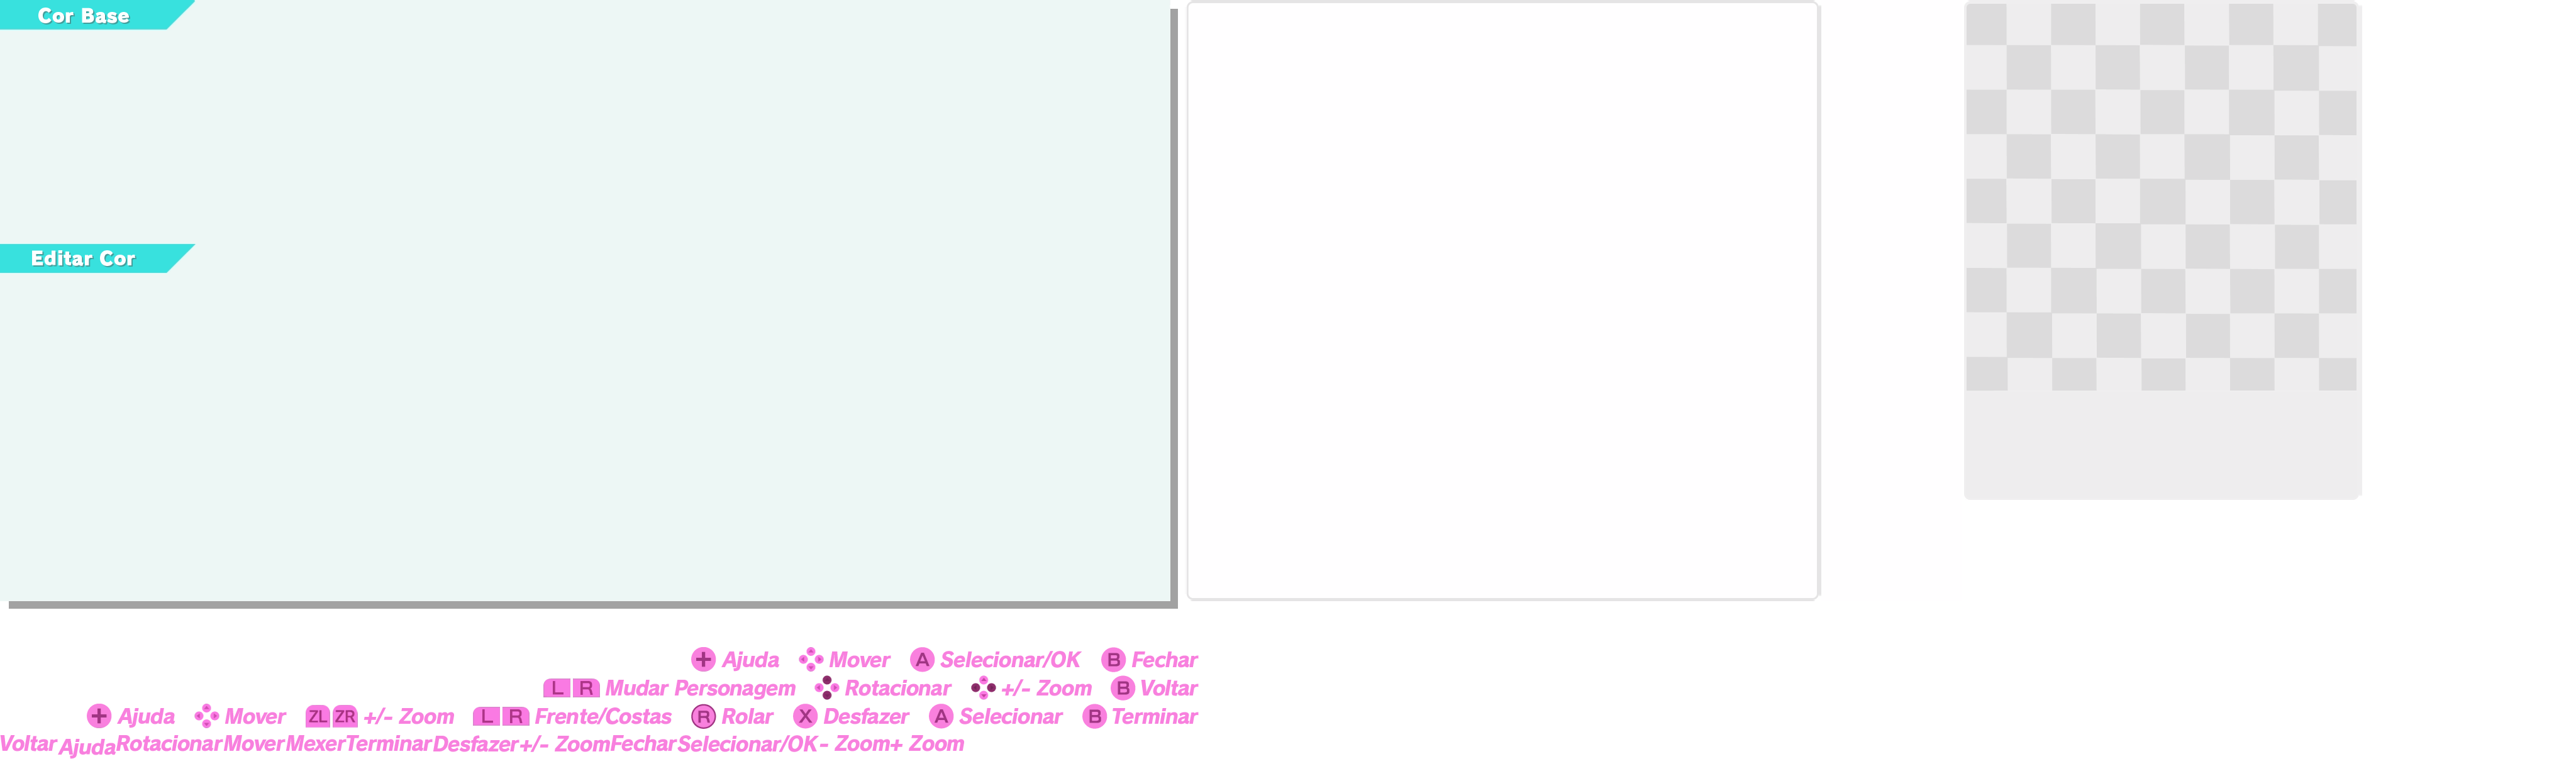 Cor Base
Editar Cor
+ Ajuda Mover A Selecionar/OK B Fechar
L R Mudar Personagem Rotacionar +/- Zoom B Voltar
+ Ajuda Mover ZL ZR +/- Zoom L R Frente/Costas R Rolar X Desfazer A Selecionar B Terminar
Voltar Ajuda Rotacionar Mover Mexer Terminar Desfazer +/- Zoom Fechar Selecionar/OK - Zoom + Zoom